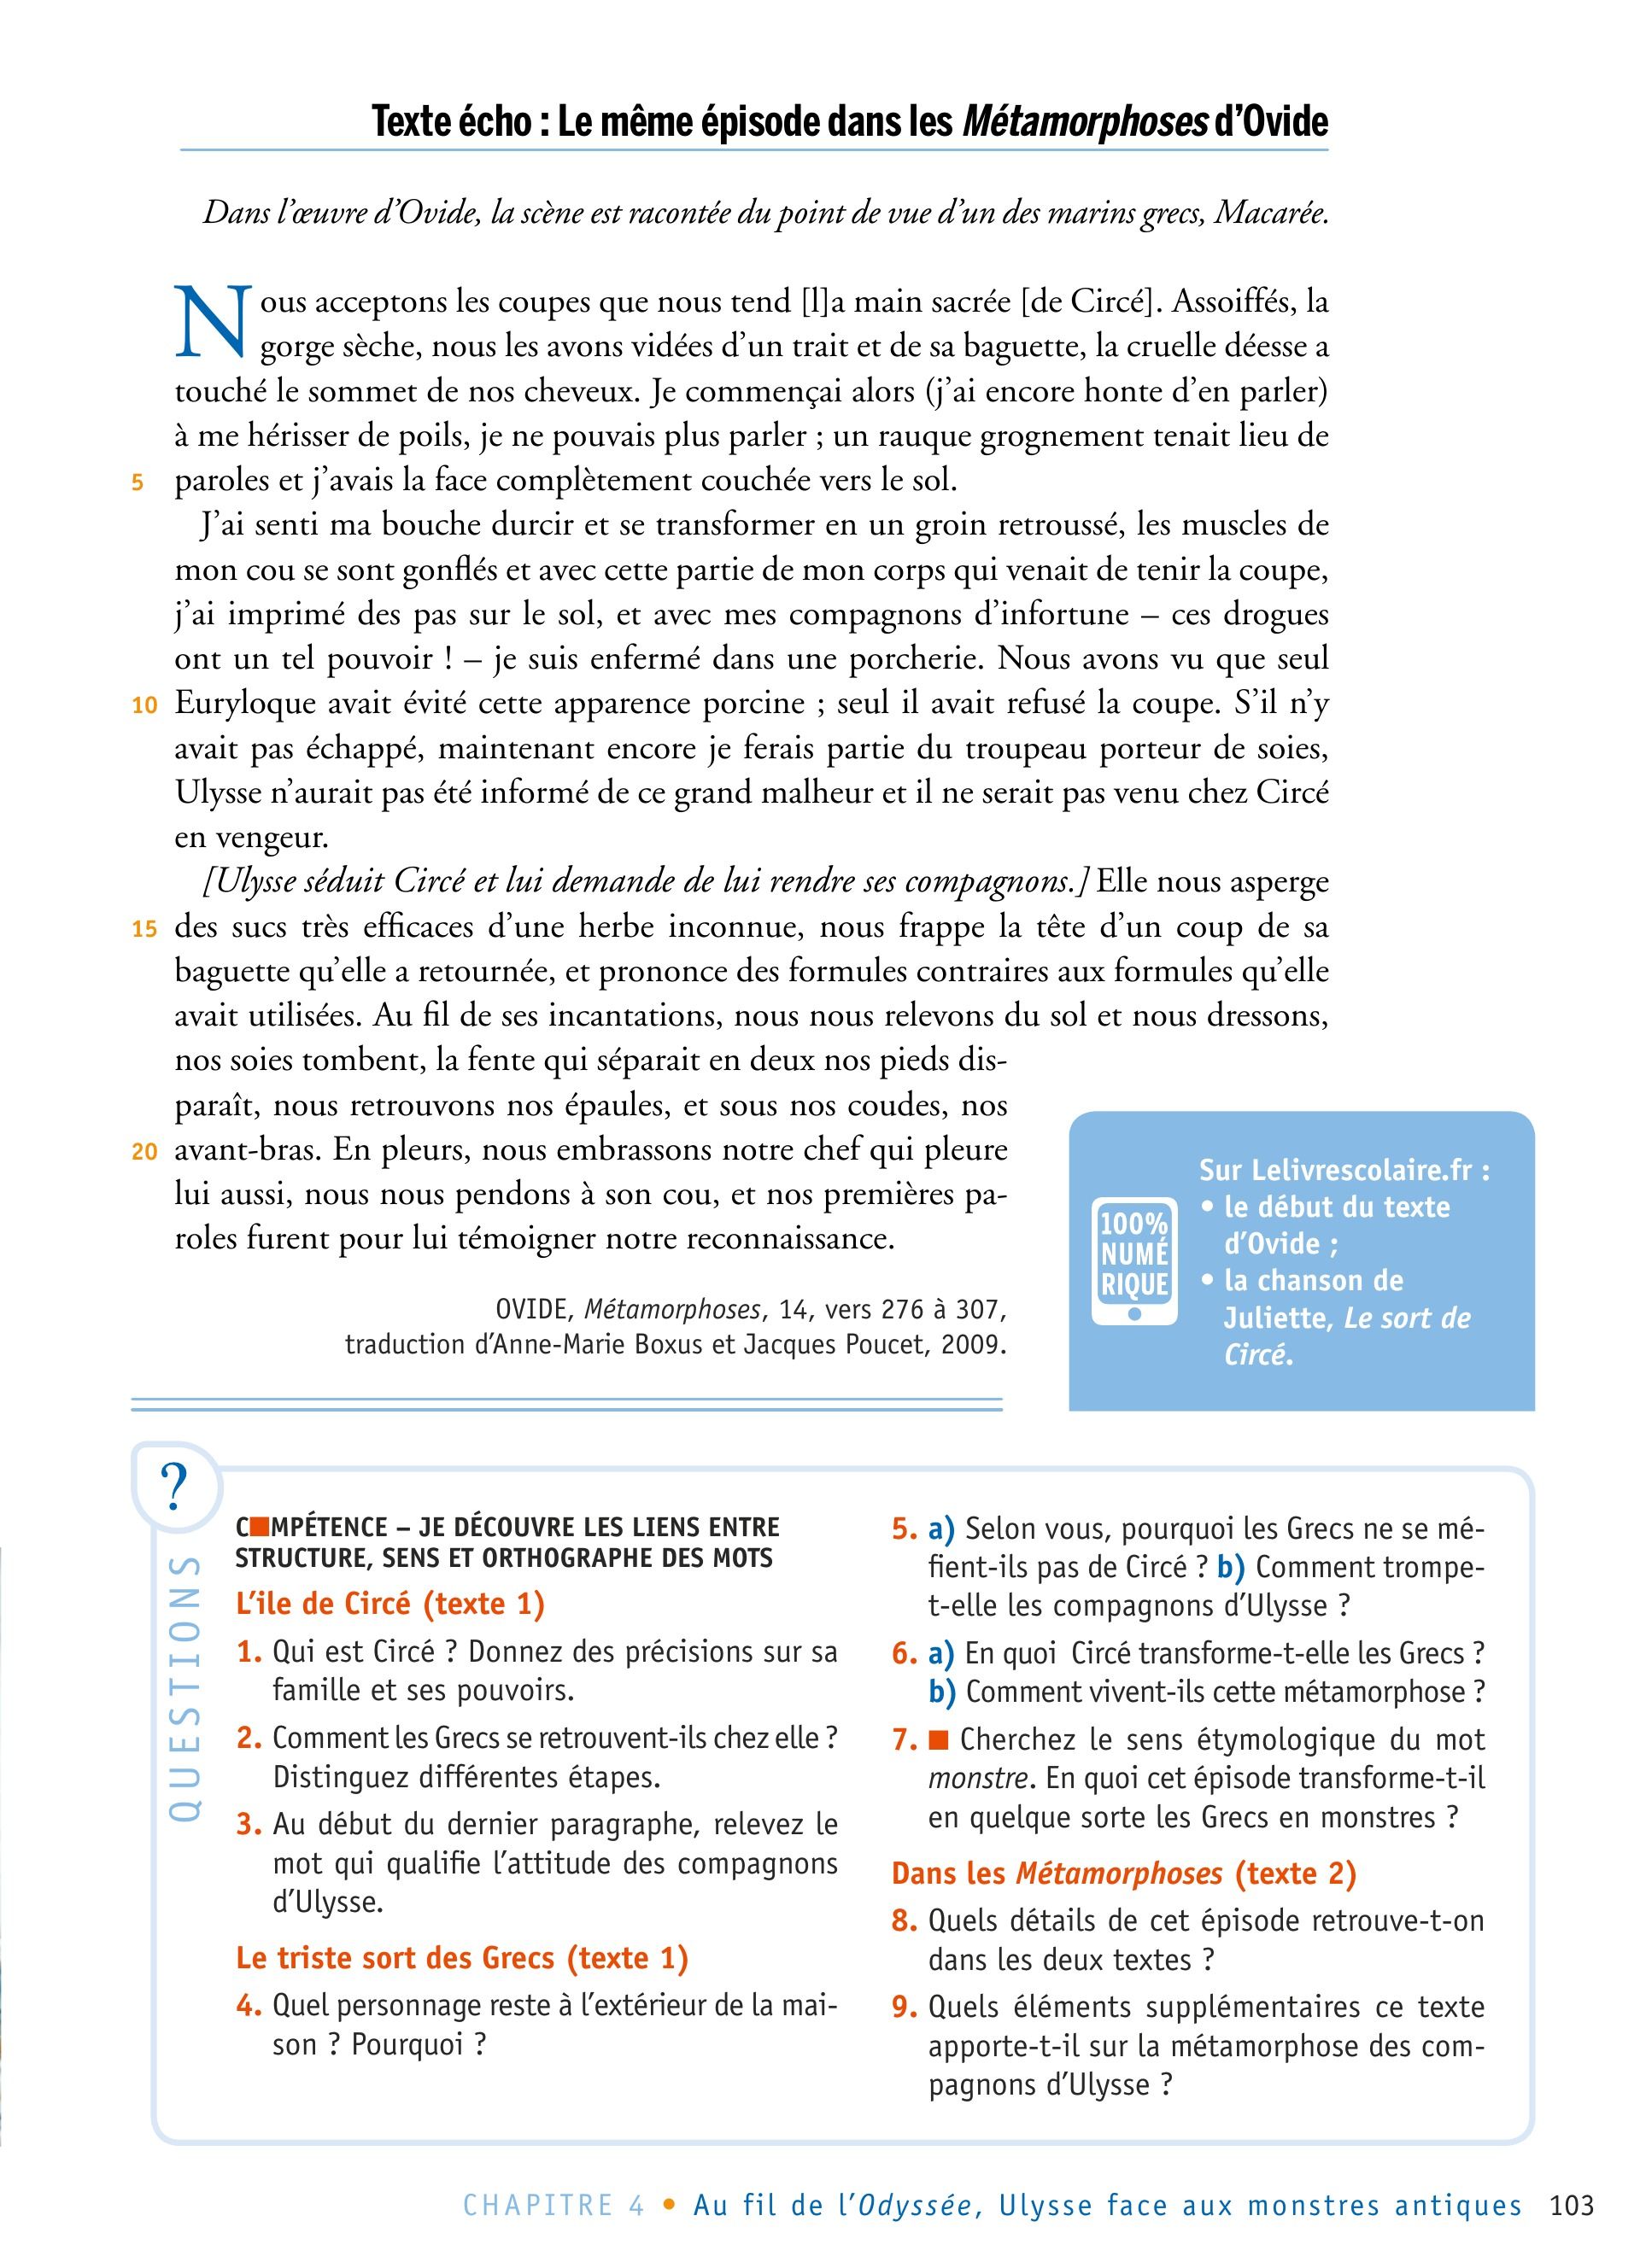 Texte écho : Le même épisode dans les Métamorphoses d’Ovide
Dans l’œuvre d’Ovide, la scène est racontée du point de vue d’un des marins grecs, Macarée.
Nous acceptons les coupes que nous tend [l]a main sacrée [de Circé]. Assoiffés, la
gorge sèche, nous les avons vidées d’un trait et de sa baguette, la cruelle déesse a
touché le sommet de nos cheveux. Je commençai alors (j’ai encore honte d’en parler)
à me hérisser de poils, je ne pouvais plus parler ; un rauque grognement tenait lieu de
5 paroles et j’avais la face complètement couchée vers le sol.
J’ai senti ma bouche durcir et se transformer en un groin retroussé, les muscles de
mon cou se sont gonflés et avec cette partie de mon corps qui venait de tenir la coupe,
j’ai imprimé des pas sur le sol, et avec mes compagnons d’infortune – ces drogues
ont un tel pouvoir ! – je suis enfermé dans une porcherie. Nous avons vu que seul
10 Euryloque avait évité cette apparence porcine ; seul il avait refusé la coupe. S’il n’y
avait pas échappé, maintenant encore je ferais partie du troupeau porteur de soies,
Ulysse n’aurait pas été informé de ce grand malheur et il ne serait pas venu chez Circé
en vengeur.
[Ulysse séduit Circé et lui demande de lui rendre ses compagnons.] Elle nous asperge
15 des sucs très efficaces d’une herbe inconnue, nous frappe la tête d’un coup de sa
baguette qu’elle a retournée, et prononce des formules contraires aux formules qu’elle
avait utilisées. Au fil de ses incantations, nous nous relevons du sol et nous dressons,
nos soies tombent, la fente qui séparait en deux nos pieds dis-
paraît, nous retrouvons nos épaules, et sous nos coudes, nos
20 avant-bras. En pleurs, nous embrassons notre chef qui pleure
lui aussi, nous nous pendons à son cou, et nos premières pa-
roles furent pour lui témoigner notre reconnaissance.
OVIDE, Métamorphoses, 14, vers 276 à 307,
traduction d’Anne-Marie Boxus et Jacques Poucet, 2009.
100%
NUMÉ
RIQUE
Sur Lelivrescolaire.fr :
• le début du texte
d’Ovide ;
• la chanson de
Juliette, Le sort de
Circé.
?
QUESTIONS
C■MPÉTENCE – JE DÉCOUVRE LES LIENS ENTRE
STRUCTURE, SENS ET ORTHOGRAPHE DES MOTS
L’ile de Circé (texte 1)
1. Qui est Circé ? Donnez des précisions sur sa
famille et ses pouvoirs.
2. Comment les Grecs se retrouvent-ils chez elle ?
Distinguez différentes étapes.
3. Au début du dernier paragraphe, relevez le
mot qui qualifie l’attitude des compagnons
d’Ulysse.
Le triste sort des Grecs (texte 1)
4. Quel personnage reste à l’extérieur de la mai-
son ? Pourquoi ?
5. a) Selon vous, pourquoi les Grecs ne se mé-
fient-ils pas de Circé ? b) Comment trompe-
t-elle les compagnons d’Ulysse ?
6. a) En quoi Circé transforme-t-elle les Grecs ?
b) Comment vivent-ils cette métamorphose ?
7. ■ Cherchez le sens étymologique du mot
monstre. En quoi cet épisode transforme-t-il
en quelque sorte les Grecs en monstres ?
Dans les Métamorphoses (texte 2)
8. Quels détails de cet épisode retrouve-t-on
dans les deux textes ?
9. Quels éléments supplémentaires ce texte
apporte-t-il sur la métamorphose des com-
pagnons d’Ulysse ?
CHAPITRE 4 • Au fil de l’Odyssée, Ulysse face aux monstres antiques 103